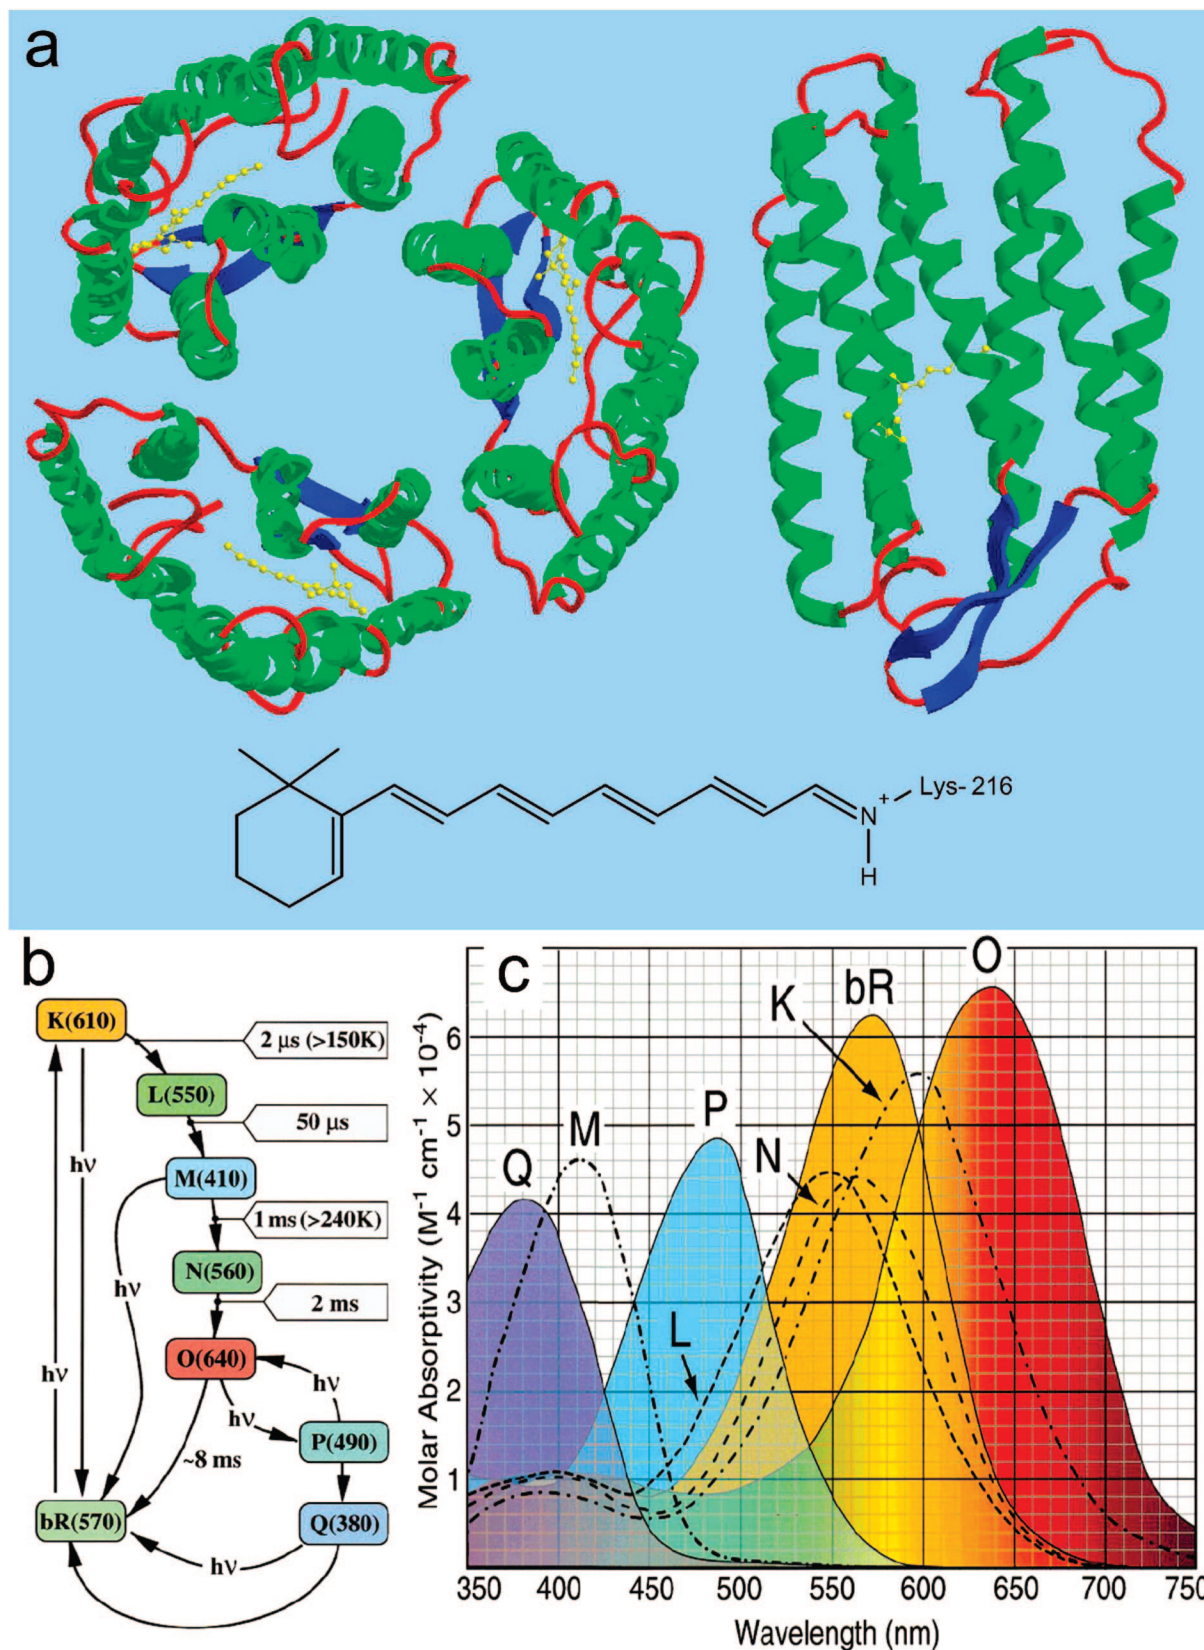 a
Lys- 216
+
N
H
b
K(610)
2 μs (>150K)
L(550)
50 μs
hν
M(410)
1 ms (>240K)
hν
N(560)
2 ms
hν
O(640)
hν
hν
P(490)
~8 ms
bR(570)
Q(380)
hν
c
O
bR
K
P
M
N
Q
L
Molar Absorptivity (M⁻¹ cm⁻¹ × 10⁻⁴)
6
5
4
3
2
1
350 400 450 500 550 600 650 700 750
Wavelength (nm)